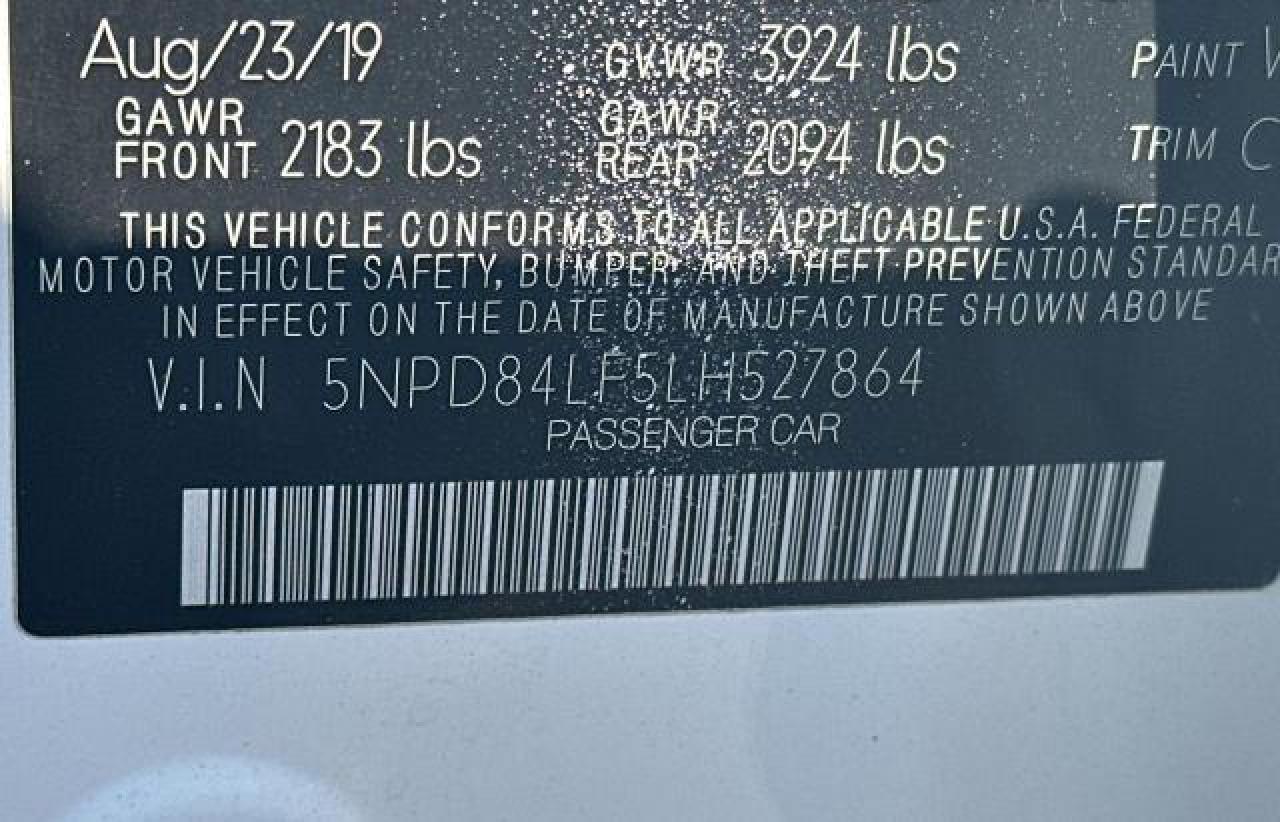 Aug/23/19 GVWR 3924 lbs PAINT
GAWR FRONT 2183 lbs GAWR REAR 2094 lbs TRIM
THIS VEHICLE CONFORMS TO ALL APPLICABLE U.S.A. FEDERAL
MOTOR VEHICLE SAFETY, BUMPER, AND THEFT PREVENTION STANDAR
IN EFFECT ON THE DATE OF MANUFACTURE SHOWN ABOVE
V.I.N 5NPD84LF5LH527864
PASSENGER CAR